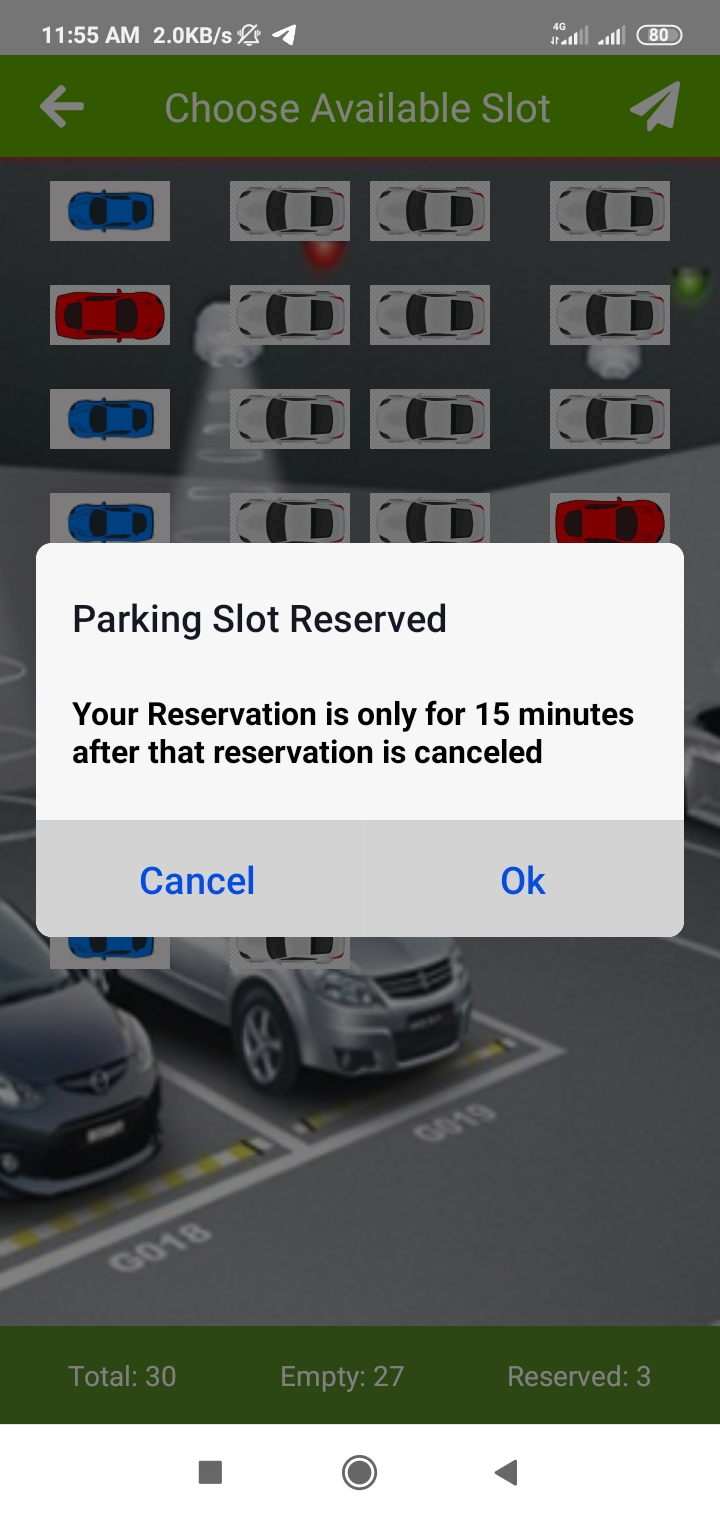 11:55 AM 2.0KB/s 4G 80
Choose Available Slot
Parking Slot Reserved
Your Reservation is only for 15 minutes
after that reservation is canceled
Cancel Ok
G019
G018
Total: 30 Empty: 27 Reserved: 3